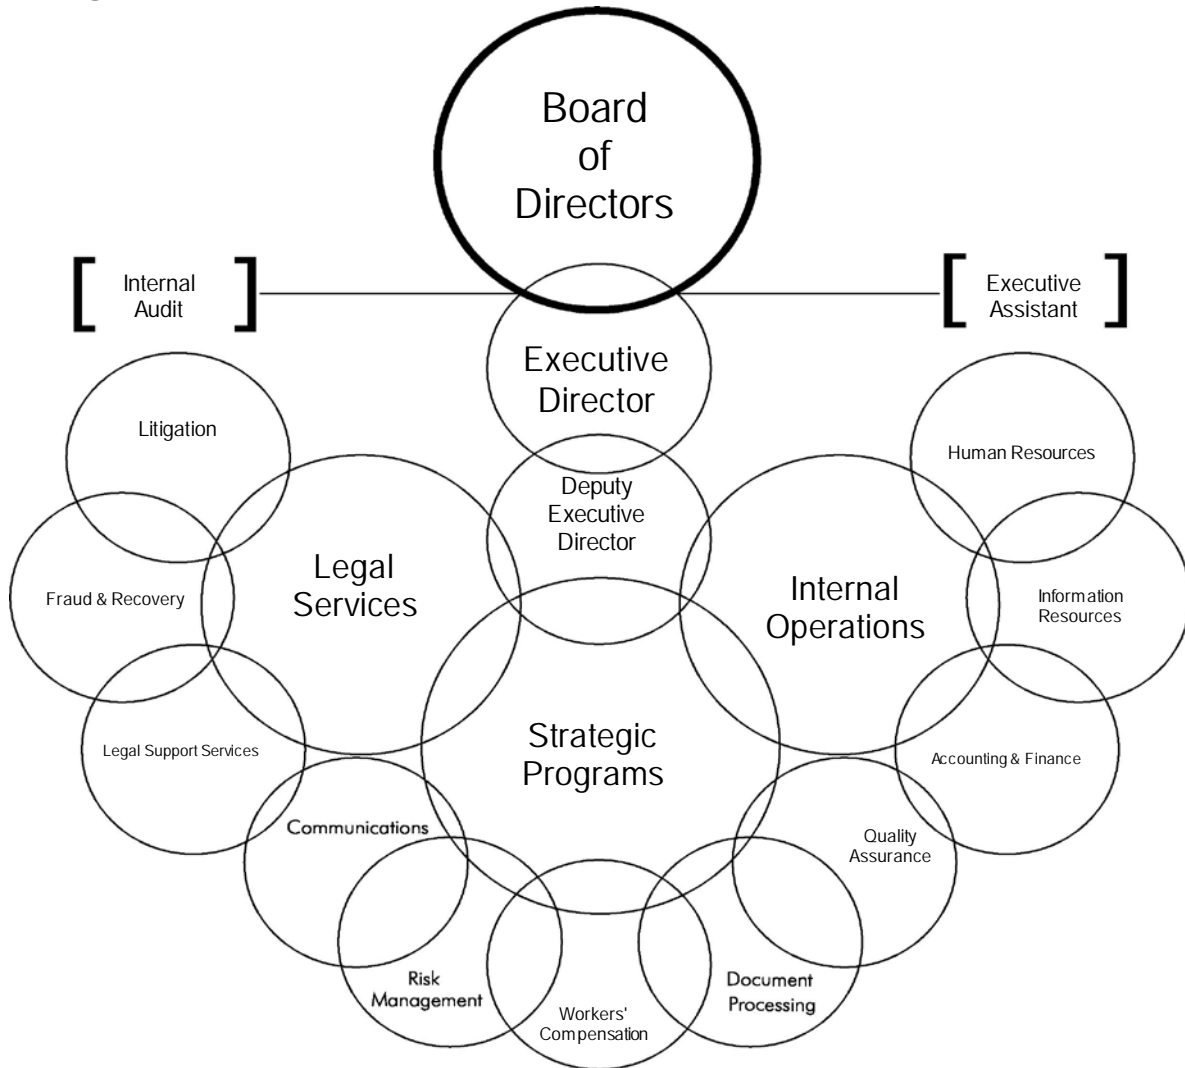 Board
of
Directors
Internal
Audit
Executive
Assistant
Executive
Director
Litigation
Human Resources
Deputy
Executive
Director
Legal
Services
Internal
Operations
Fraud & Recovery
Information
Resources
Strategic
Programs
Legal Support Services
Accounting & Finance
Communications
Quality
Assurance
Risk
Management
Workers'
Compensation
Document
Processing